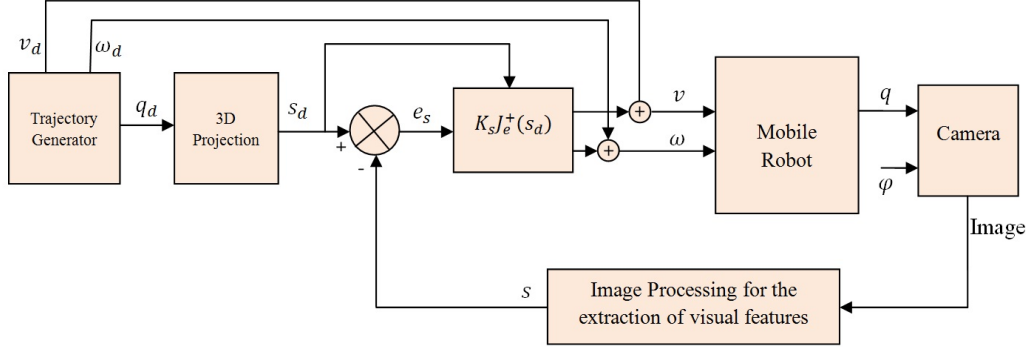 v_d
ω_d
Trajectory
Generator
q_d
3D
Projection
s_d
+
-
e_s
K_s J_e^+(s_d)
+
+
v
ω
Mobile
Robot
q
φ
Camera
Image
Image Processing for the
extraction of visual features
s